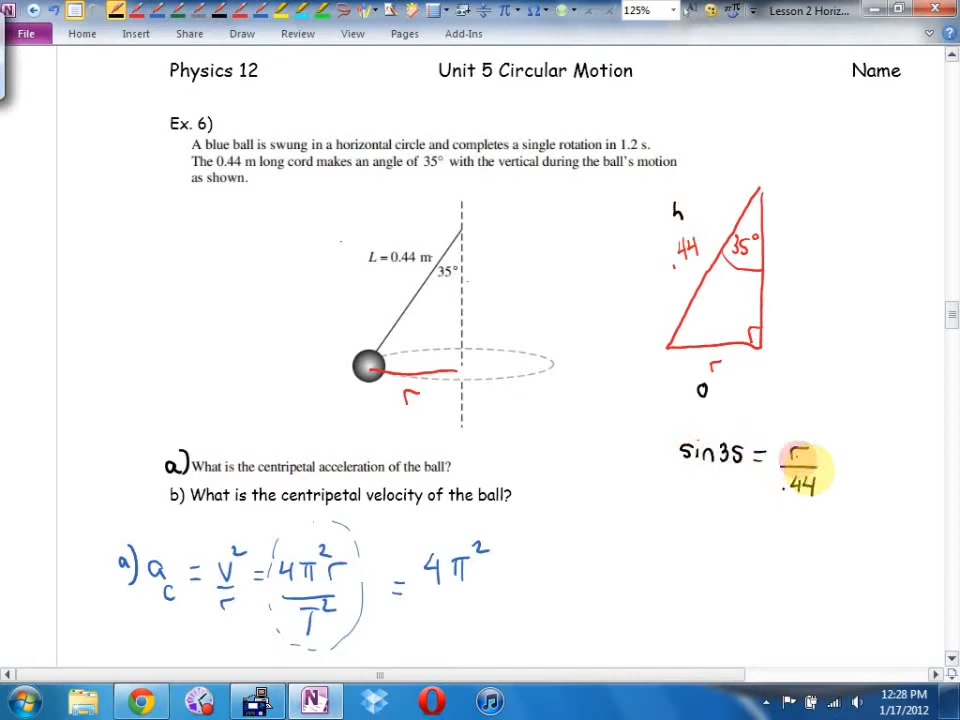 125%
Lesson 2 Horiz...
File Home Insert Share Draw Review View Pages Add-Ins
Physics 12 Unit 5 Circular Motion Name
Ex. 6)
A blue ball is swung in a horizontal circle and completes a single rotation in 1.2 s.
The 0.44 m long cord makes an angle of 35° with the vertical during the ball's motion
as shown.
h
.44 35°
L = 0.44 m
35°
r
r
o
sin35 = r/.44
a) What is the centripetal acceleration of the ball?
b) What is the centripetal velocity of the ball?
a) a_c = v²/r = 4π²r/T² = 4π²
12:28 PM
1/17/2012